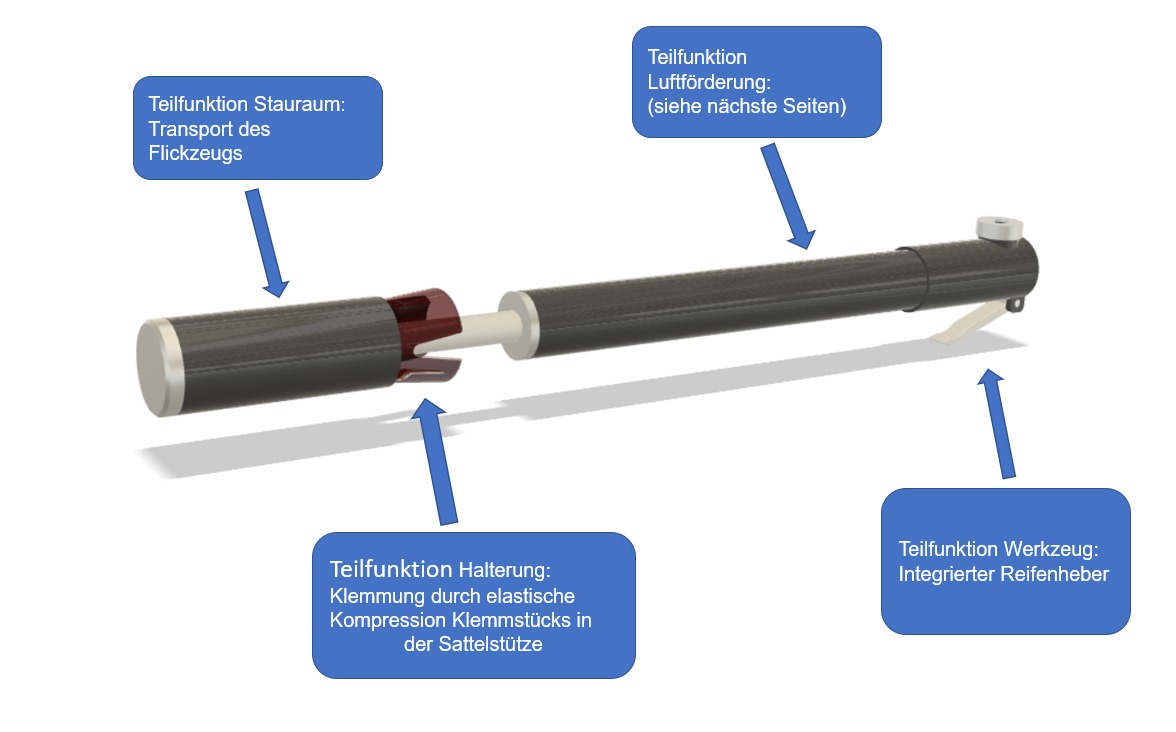 Teilfunktion
Luftförderung:
(siehe nächste Seiten)
Teilfunktion Stauraum:
Transport des
Flickzeugs
Teilfunktion Halterung:
Klemmung durch elastische
Kompression Klemmstücks in
der Sattelstütze
Teilfunktion Werkzeug:
Integrierter Reifenheber